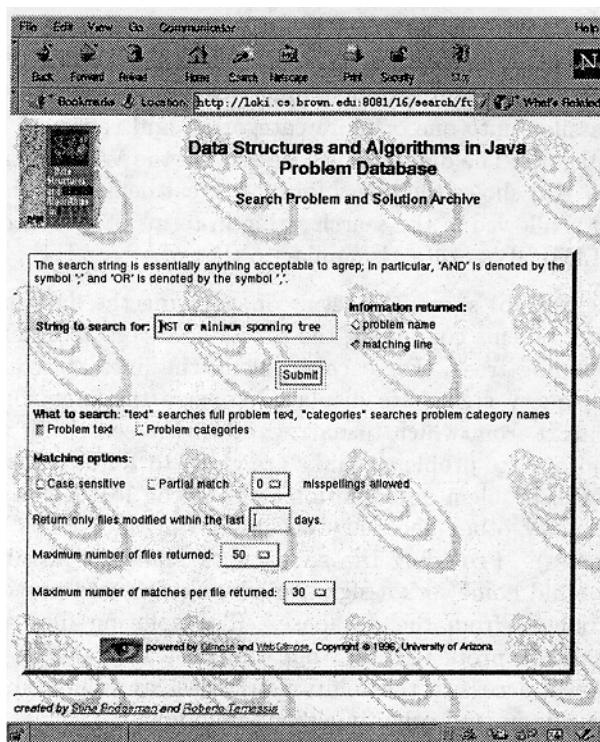 File Edit View Go Communicator Help
Back Forward Reload Home Search Netscape Print Security Stop N
Bookmarks Location: http://loki.cs.brown.edu:8081/16/search/fo What's Related
Data Structures and Algorithms in Java
Problem Database
Search Problem and Solution Archive
The search string is essentially anything acceptable to agrep; in particular, "AND" is denoted by the
symbol ";" and "OR" is denoted by the symbol ",".
Information returned:
String to search for: MST or minimum spanning tree
problem name
matching line
Submit
What to search: "text" searches full problem text, "categories" searches problem category names
Problem text Problem categories
Matching options:
Case sensitive Partial match 0 misspellings allowed
Return only files modified within the last days.
Maximum number of files returned: 50
Maximum number of matches per file returned: 30
powered by Glimpse and WebGlimpse, Copyright © 1996, University of Arizona
created by Stina Bridgeman and Roberto Tamassia